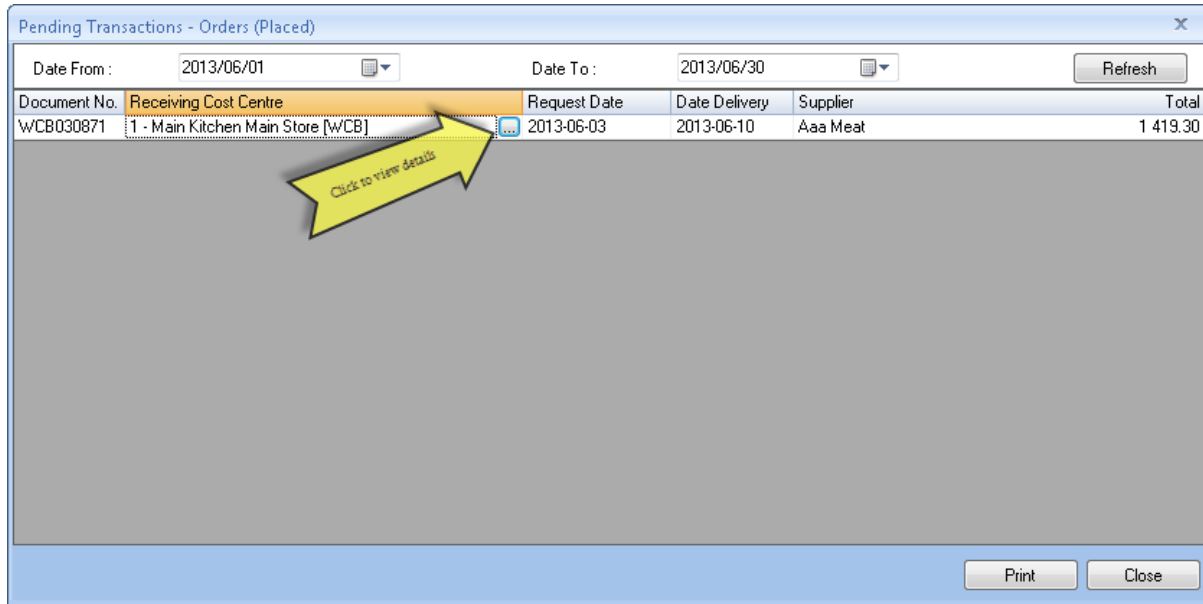 Pending Transactions - Orders (Placed)
Date From : 2013/06/01 Date To : 2013/06/30 Refresh
Document No. Receiving Cost Centre Request Date Date Delivery Supplier Total
WCB030871 1 - Main Kitchen Main Store [WCB] ... 2013-06-03 2013-06-10 Aaa Meat 1 419.30
Click to view details
Print Close